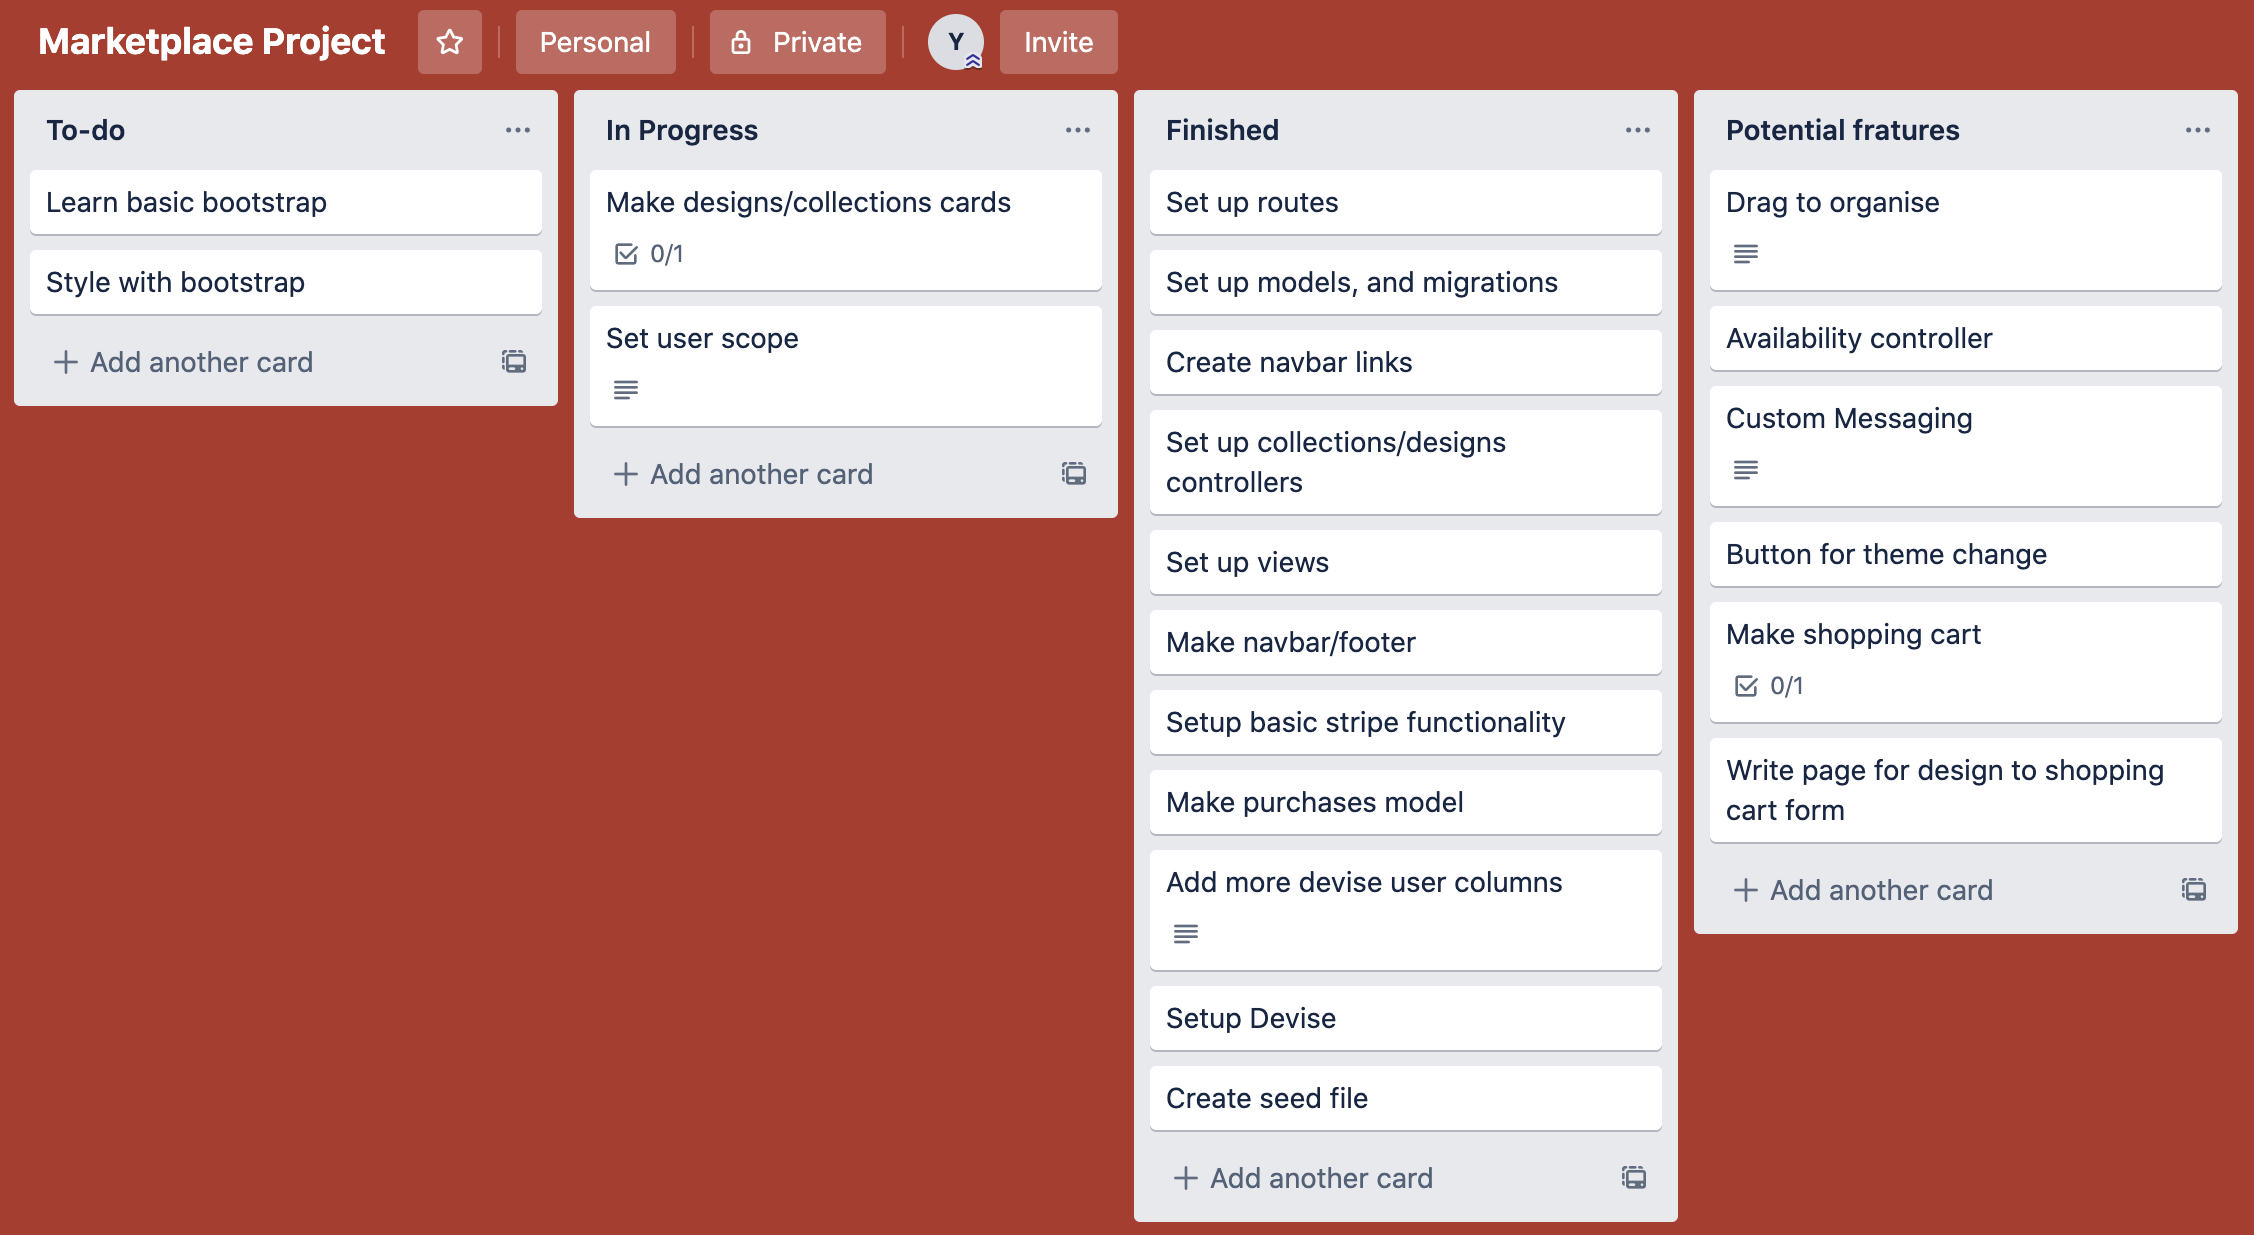 Marketplace Project
Personal
Private
Y
Invite
To-do
Learn basic bootstrap
Style with bootstrap
Add another card
In Progress
Make designs/collections cards
0/1
Set user scope
Add another card
Finished
Set up routes
Set up models, and migrations
Create navbar links
Set up collections/designs
controllers
Set up views
Make navbar/footer
Setup basic stripe functionality
Make purchases model
Add more devise user columns
Setup Devise
Create seed file
Add another card
Potential fratures
Drag to organise
Availability controller
Custom Messaging
Button for theme change
Make shopping cart
0/1
Write page for design to shopping
cart form
Add another card